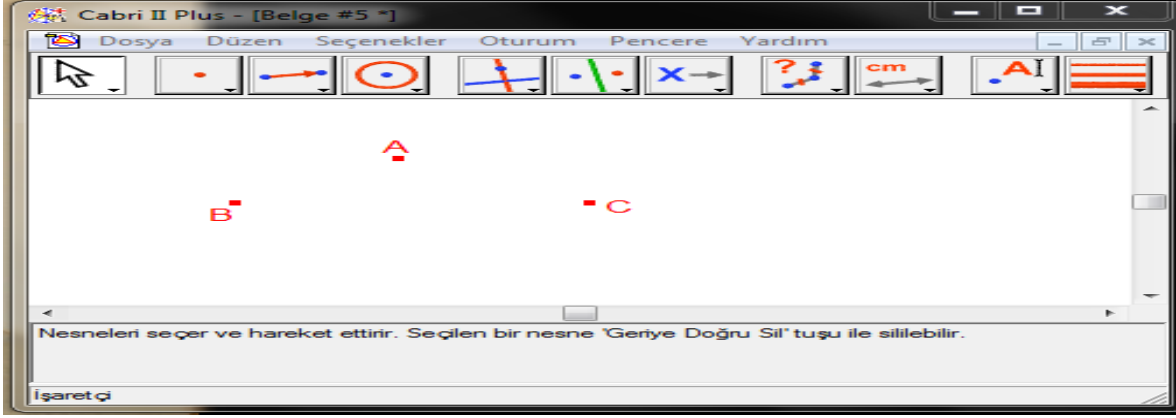 Cabri II Plus - [Belge #5 *]
Dosya Düzen Seçenekler Oturum Pencere Yardım
? x cm A
A
B C
Nesneleri seçer ve hareket ettirir. Seçilen bir nesne 'Geriye Doğru Sil' tuşu ile sililebilir.
İşaretçi